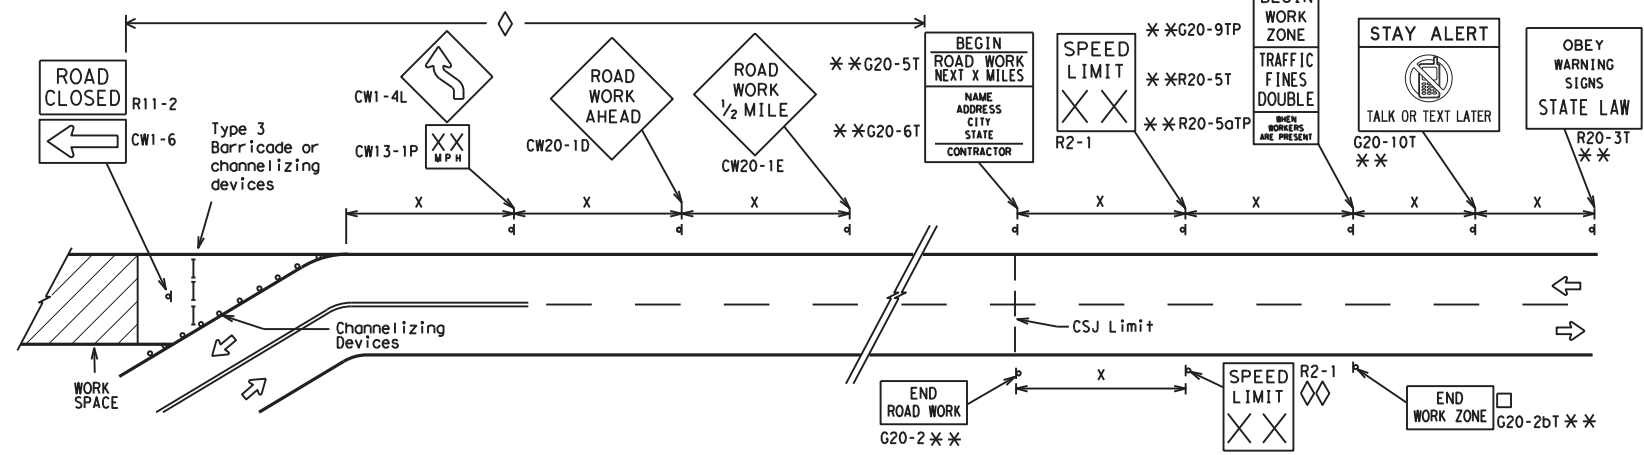 ROAD
CLOSED
R11-2
CW1-6
Type 3
Barricade or
channelizing
devices
CW1-4L
XX
MPH
CW13-1P
ROAD
WORK
AHEAD
CW20-1D
ROAD
WORK
1/2 MILE
CW20-1E
**G20-5T
BEGIN
ROAD WORK
NEXT X MILES
**G20-6T
NAME
ADDRESS
CITY
STATE
CONTRACTOR
SPEED
LIMIT
XX
R2-1
**G20-9TP
BEGIN
WORK
ZONE
**R20-5T
TRAFFIC
FINES
DOUBLE
**R20-5aTP
WHEN
WORKERS
ARE PRESENT
STAY ALERT
TALK OR TEXT LATER
G20-10T
**
OBEY
WARNING
SIGNS
STATE LAW
R20-3T
**
X
X
X
X
X
X
X
Channelizing
Devices
WORK
SPACE
CSJ Limit
X
END
ROAD WORK
G20-2**
SPEED
LIMIT
XX
R2-1
END
WORK ZONE
G20-2bT **